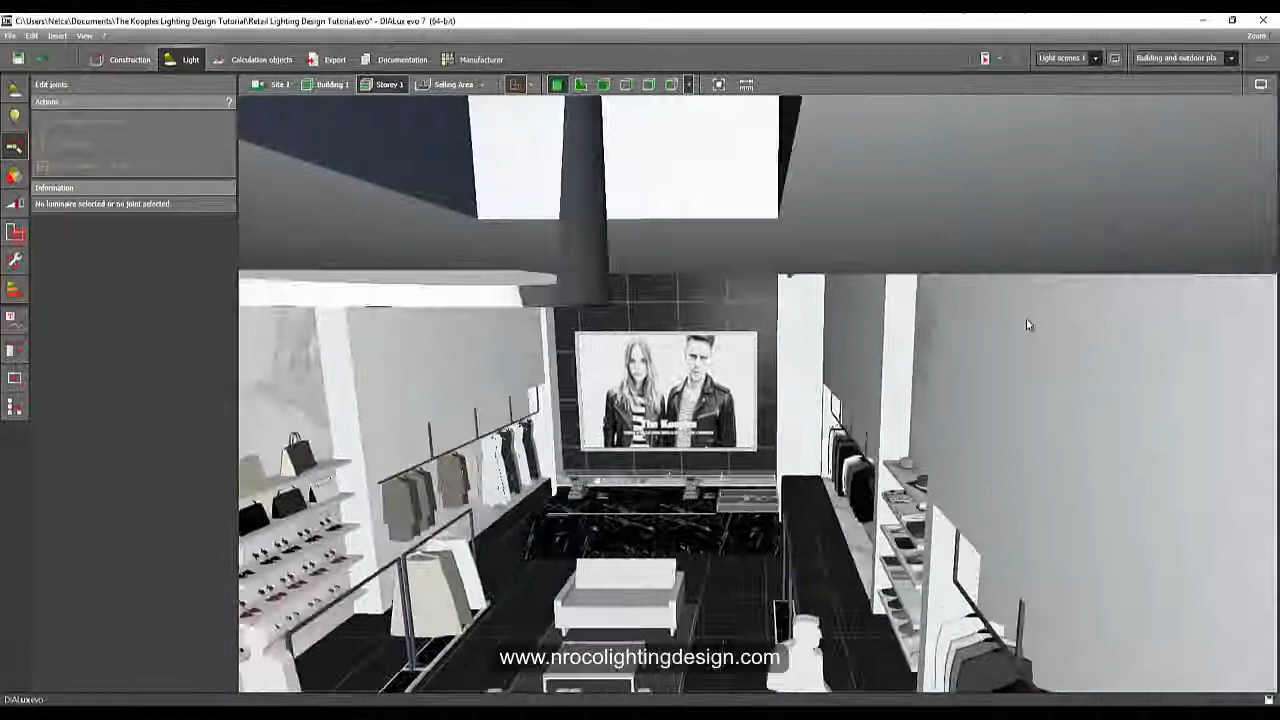 C:\Users\Nelca\Documents\The Kooples Lighting Design Tutorial\Retail Lighting Design Tutorial.evo* - DIALux evo 7 (64-bit)
File Edit Insert View ?
Zoom
Construction Light Calculation objects Export Documentation Manufacturer
Light scenes 1 Building and outdoor pla
Edit joints
Site 1 Building 1 Storey 1 Selling Area
Actions ?
Information
No luminaire selected or no joint selected
The Kooples
www.nrocolightingdesign.com
DIALux evo